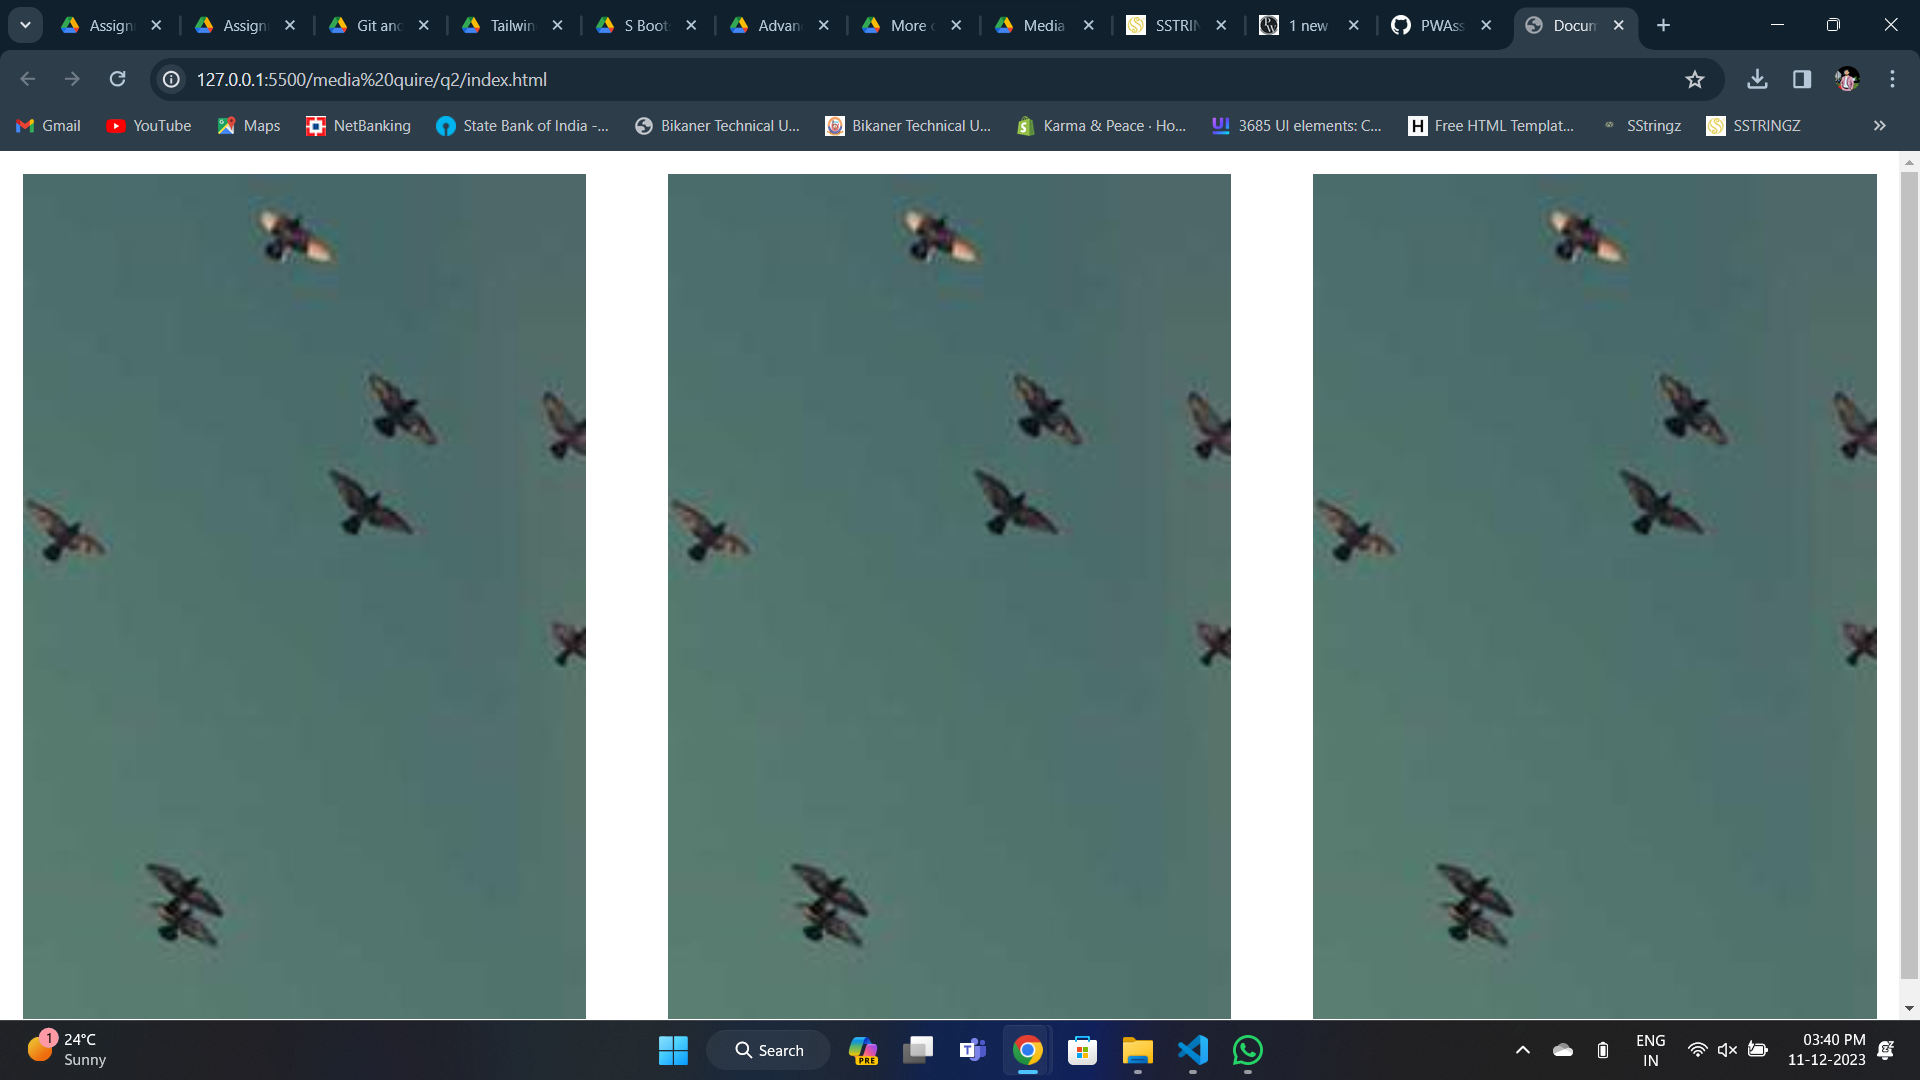 Assign
Assign
Git and
Tailwin
S Boot
Advan
More c
Media
SSTRIN
1 new
PWAss
Docum
127.0.0.1:5500/media%20quire/q2/index.html
Gmail
YouTube
Maps
NetBanking
State Bank of India -...
Bikaner Technical U...
Bikaner Technical U...
Karma & Peace · Ho...
UI
3685 UI elements: C...
H
Free HTML Templat...
SStringz
SSTRINGZ
1
24°C
Sunny
Search
PRE
ENG
IN
03:40 PM
11-12-2023